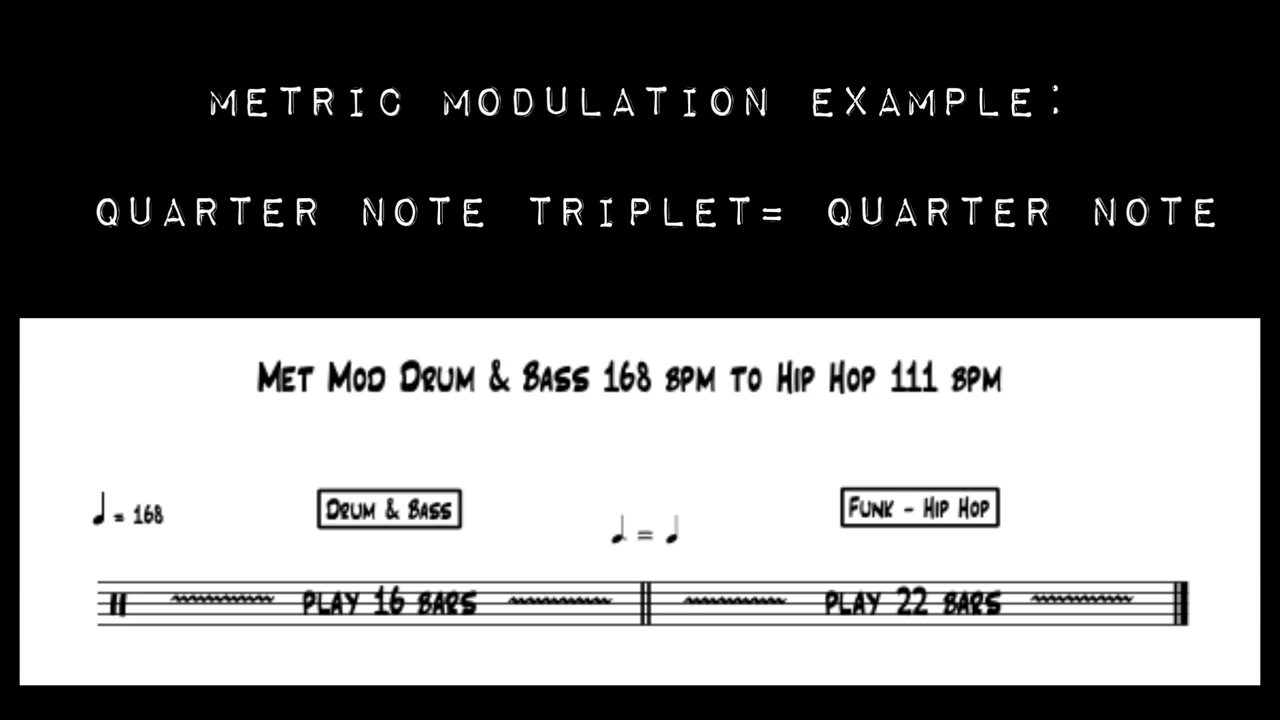 METRIC MODULATION EXAMPLE:
QUARTER NOTE TRIPLET= QUARTER NOTE
MET MOD DRUM & BASS 168 BPM TO HIP HOP 111 BPM
♩ = 168
DRUM & BASS
♩. = ♩
FUNK - HIP HOP
PLAY 16 BARS
PLAY 22 BARS